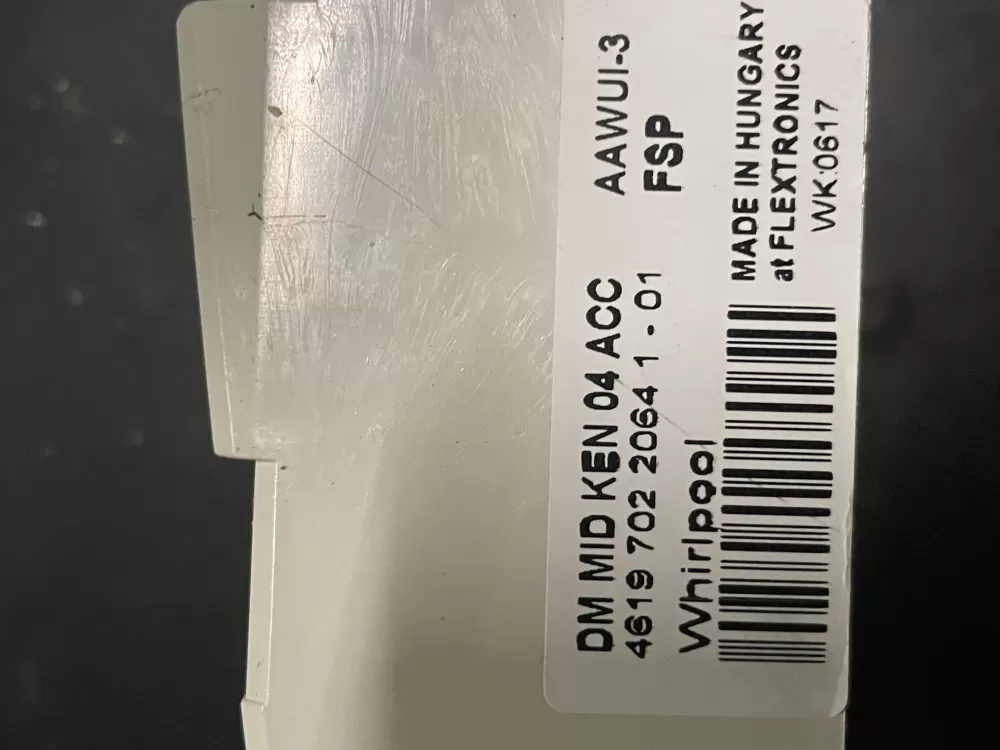 DM MID KEN 04 ACC
4619 702 2064 1 - 01
Whirlpool
AAWUI-3
FSP
MADE IN HUNGARY
at FLEXTRONICS
WK:0617